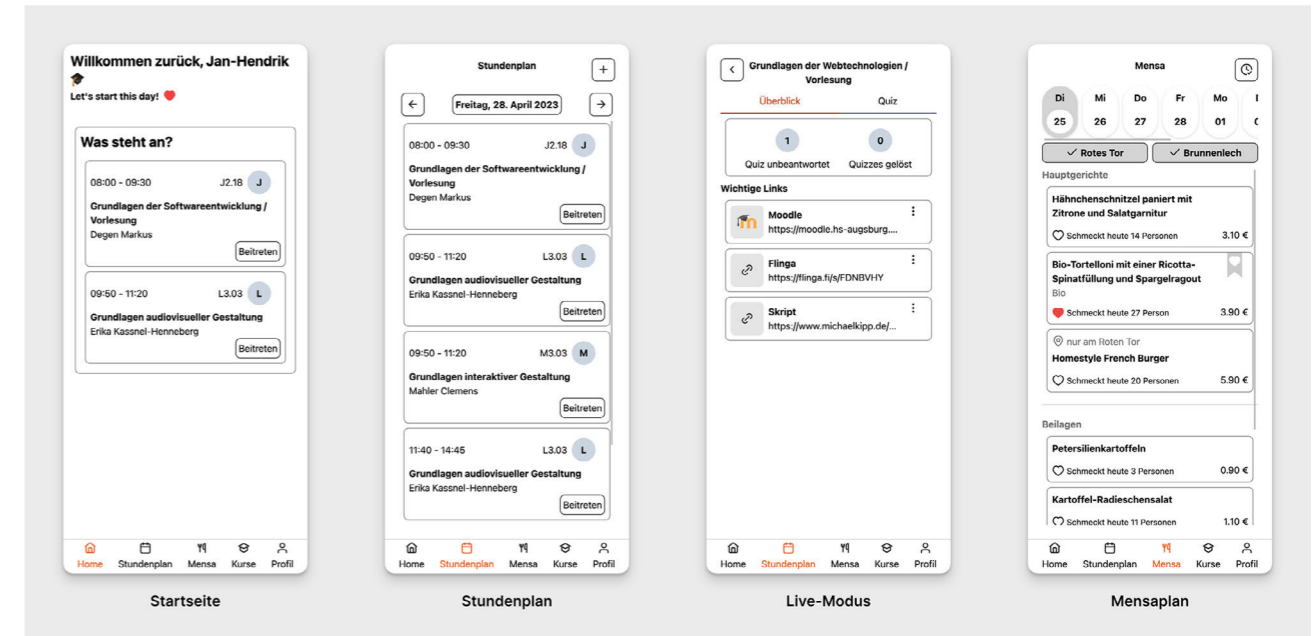 Willkommen zurück, Jan-Hendrik
Let's start this day!
Was steht an?
08:00 - 09:30 J2.18 J
Grundlagen der Softwareentwicklung /
Vorlesung
Degen Markus
Beitreten
09:50 - 11:20 L3.03 L
Grundlagen audiovisueller Gestaltung
Erika Kassnel-Henneberg
Beitreten
Home Stundenplan Mensa Kurse Profil
Startseite
Stundenplan
+
Freitag, 28. April 2023
08:00 - 09:30 J2.18 J
Grundlagen der Softwareentwicklung /
Vorlesung
Degen Markus
Beitreten
09:50 - 11:20 L3.03 L
Grundlagen audiovisueller Gestaltung
Erika Kassnel-Henneberg
Beitreten
09:50 - 11:20 M3.03 M
Grundlagen interaktiver Gestaltung
Mahler Clemens
Beitreten
11:40 - 14:45 L3.03 L
Grundlagen audiovisueller Gestaltung
Erika Kassnel-Henneberg
Beitreten
Home Stundenplan Mensa Kurse Profil
Stundenplan
Grundlagen der Webtechnologien /
Vorlesung
Überblick Quiz
1 0
Quiz unbeantwortet Quizzes gelöst
Wichtige Links
Moodle
https://moodle.hs-augsburg....
Flinga
https://flinga.fi/s/FDNBVHY
Skript
https://www.michaelkipp.de/...
Home Stundenplan Mensa Kurse Profil
Live-Modus
Mensa
Di Mi Do Fr Mo
25 26 27 28 01
Rotes Tor Brunnenlech
Hauptgerichte
Hähnchenschnitzel paniert mit
Zitrone und Salatgarnitur
Schmeckt heute 14 Personen 3.10 €
Bio-Tortelloni mit einer Ricotta-
Spinatfüllung und Spargelragout
Bio
Schmeckt heute 27 Person 3.90 €
nur am Roten Tor
Homestyle French Burger
Schmeckt heute 20 Personen 5.90 €
Beilagen
Petersilienkartoffeln
Schmeckt heute 3 Personen 0.90 €
Kartoffel-Radieschensalat
Schmeckt heute 11 Personen 1.10 €
Home Stundenplan Mensa Kurse Profil
Mensaplan